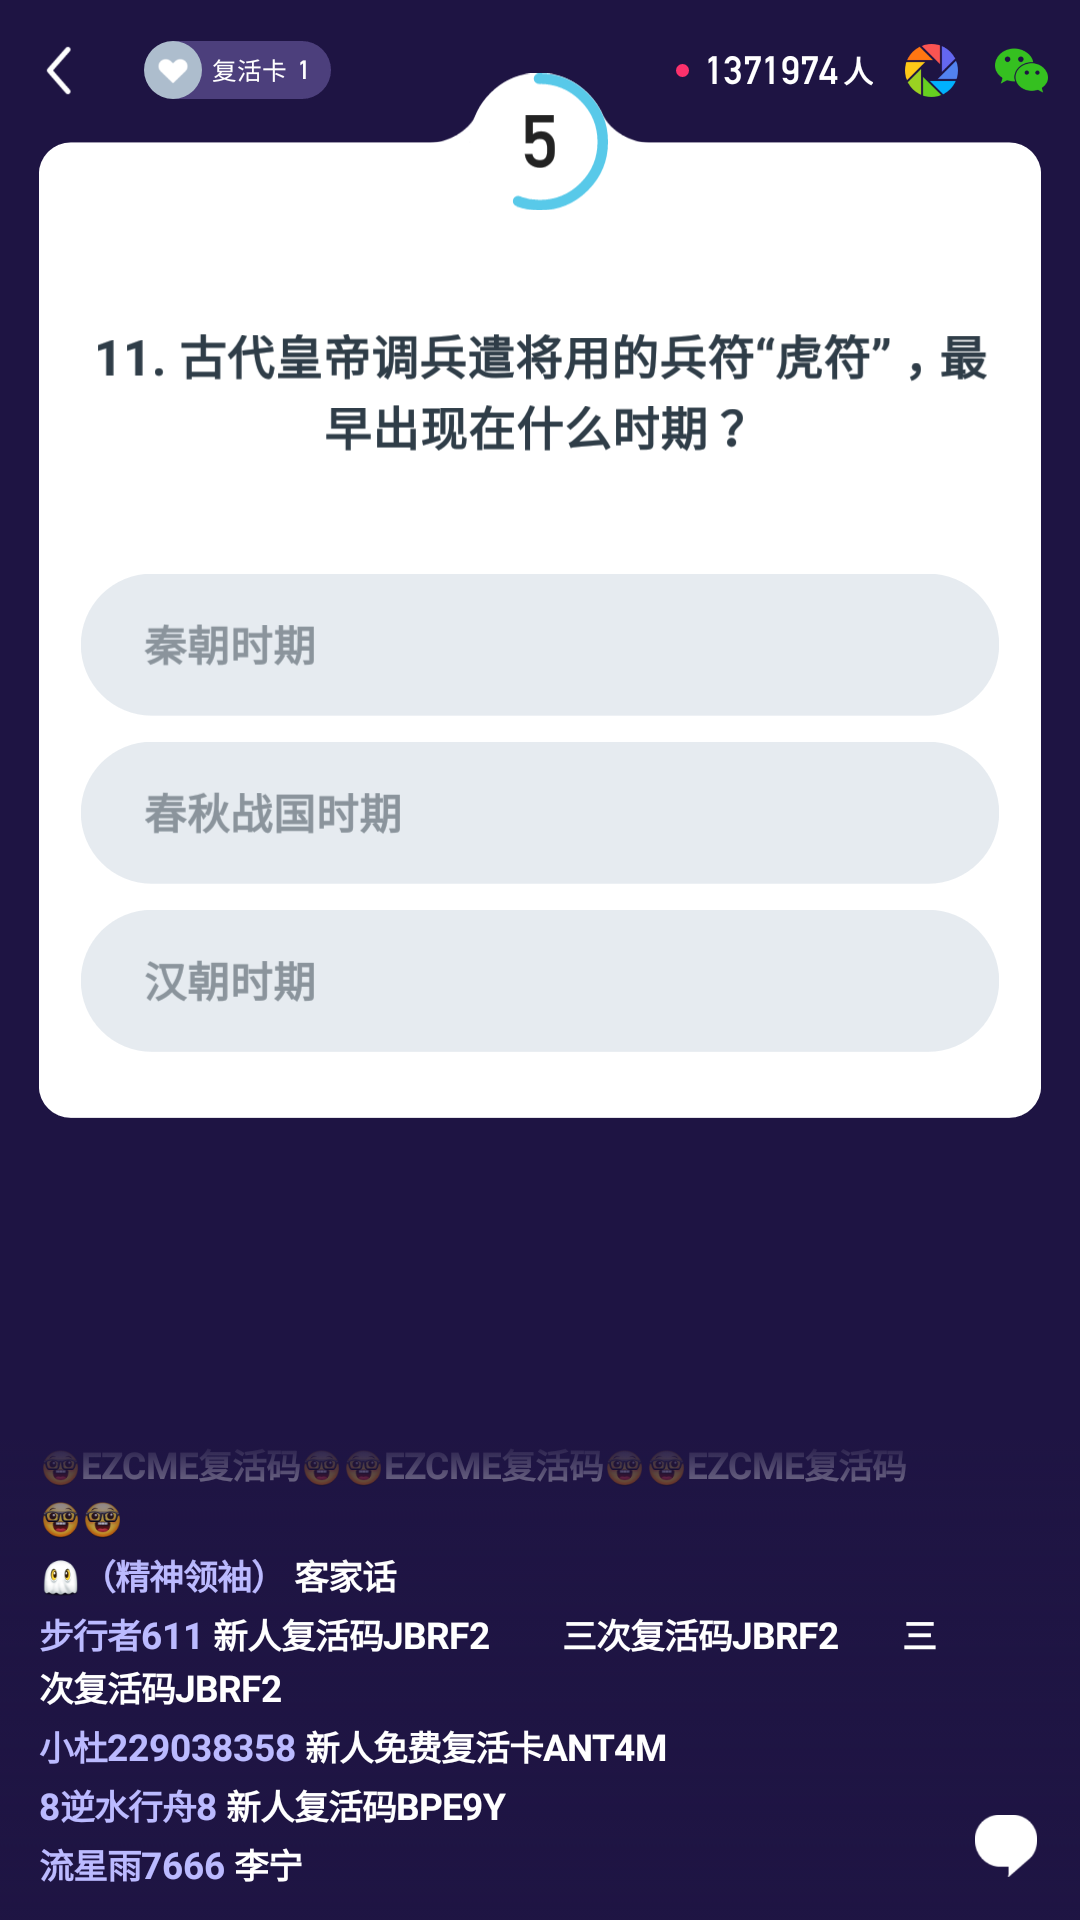 复活卡 1
1371974人
5
11. 古代皇帝调兵遣将用的兵符“虎符”，最
早出现在什么时期？
秦朝时期
春秋战国时期
汉朝时期
EZCME复活码EZCME复活码EZCME复活码
（精神领袖） 客家话
步行者611 新人复活码JBRF2 三次复活码JBRF2 三
次复活码JBRF2
小杜229038358 新人免费复活卡ANT4M
8逆水行舟8 新人复活码BPE9Y
流星雨7666 李宁